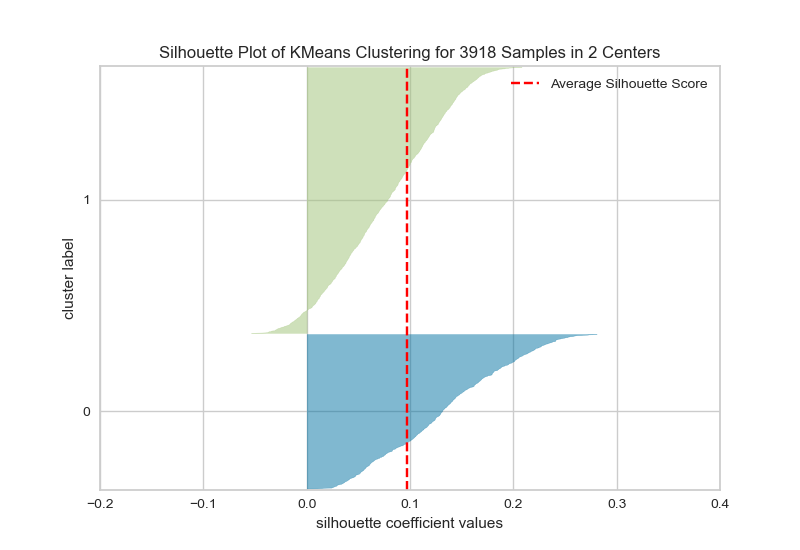 Silhouette Plot of KMeans Clustering for 3918 Samples in 2 Centers
Average Silhouette Score
1
0
cluster label
−0.2 −0.1 0.0 0.1 0.2 0.3 0.4
silhouette coefficient values